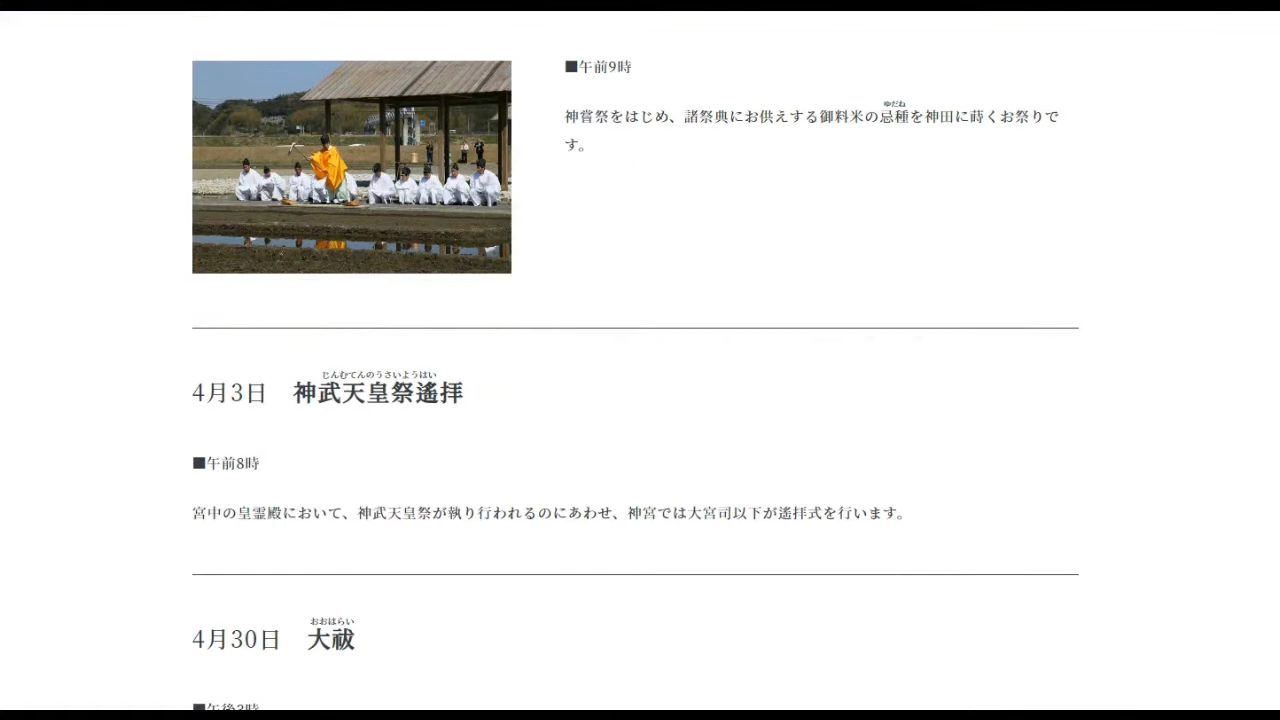 ■午前9時
ゆだね
神嘗祭をはじめ、諸祭典にお供えする御料米の忌種を神田に蒔くお祭りで
す。
じんむてんのうさいようはい
4月3日　神武天皇祭遙拝
■午前8時
宮中の皇霊殿において、神武天皇祭が執り行われるのにあわせ、神宮では大宮司以下が遙拝式を行います。
おおはらい
4月30日　大祓
■午後3時